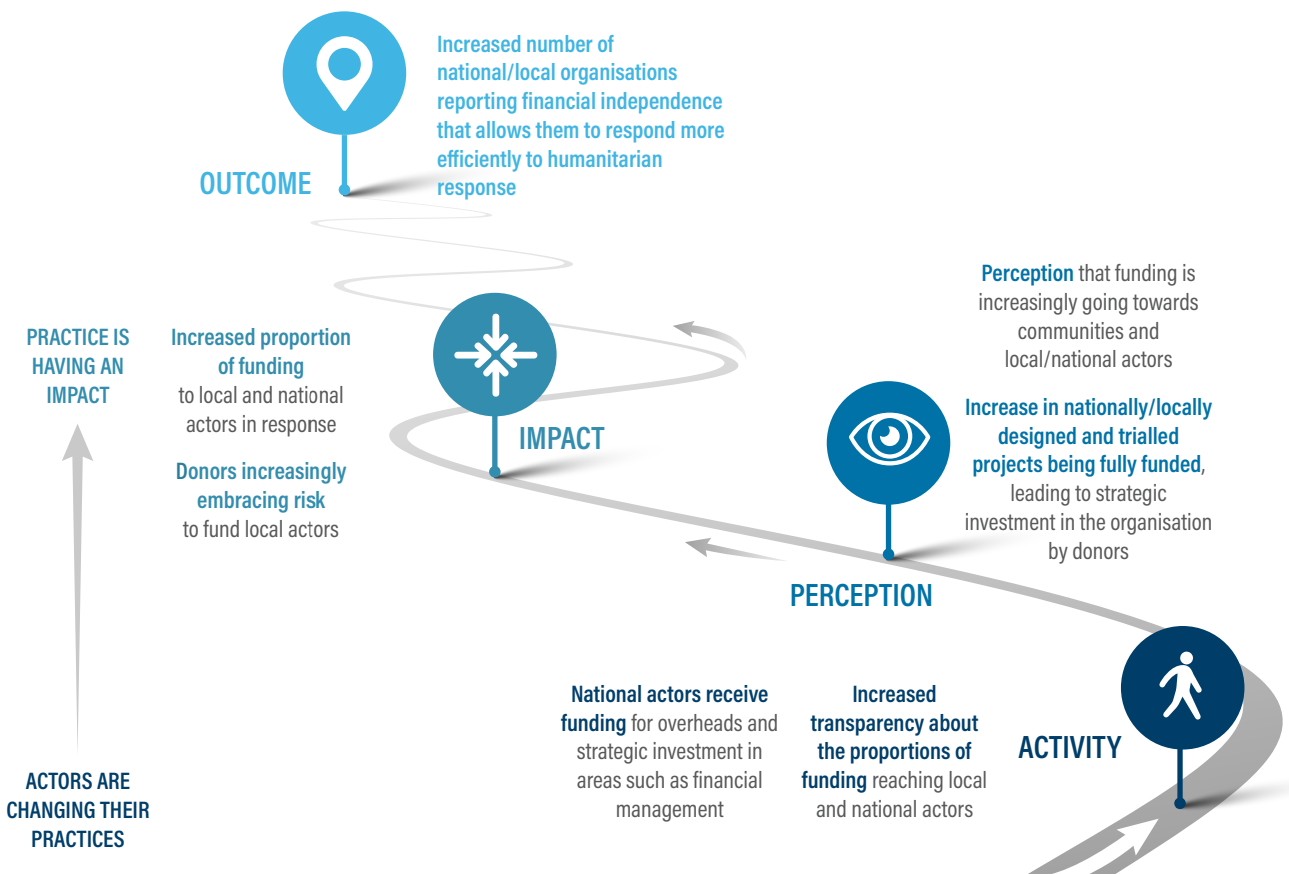 Increased number of
national/local organisations
reporting financial independence
that allows them to respond more
efficiently to humanitarian
response
OUTCOME
Perception that funding is
increasingly going towards
communities and
local/national actors
Increase in nationally/locally
designed and trialled
projects being fully funded,
leading to strategic
investment in the organisation
by donors
PERCEPTION
PRACTICE IS
HAVING AN
IMPACT
Increased proportion
of funding
to local and national
actors in response
Donors increasingly
embracing risk
to fund local actors
IMPACT
National actors receive
funding for overheads and
strategic investment in
areas such as financial
management
Increased
transparency about
the proportions of
funding reaching local
and national actors
ACTIVITY
ACTORS ARE
CHANGING THEIR
PRACTICES